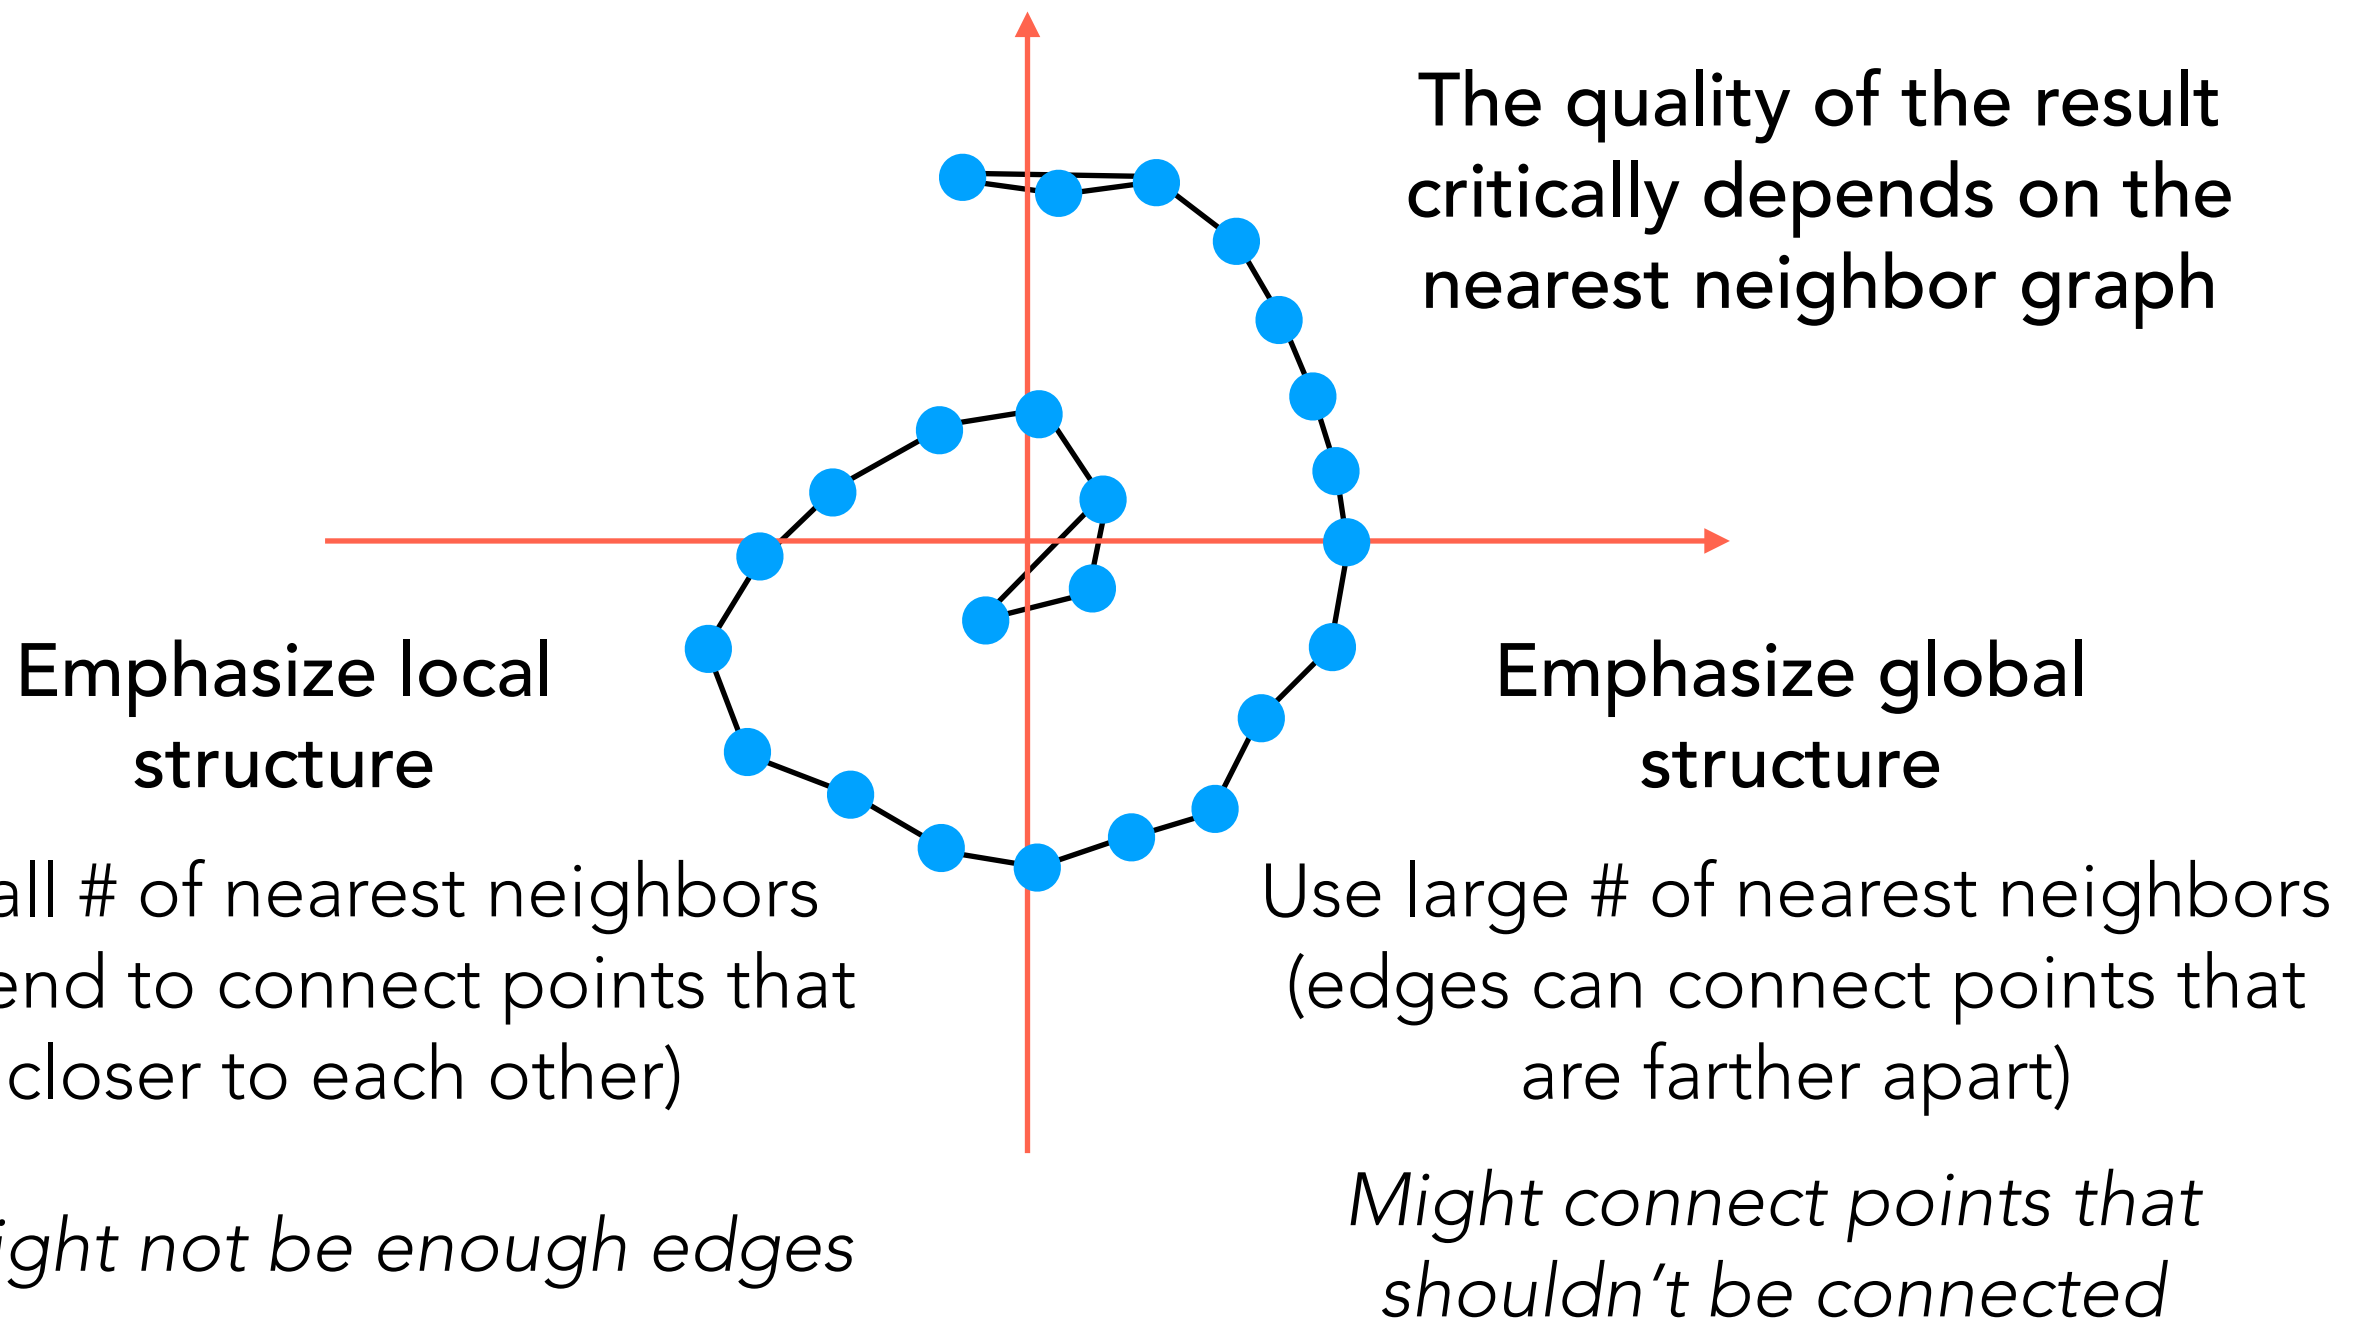 The quality of the result
critically depends on the
nearest neighbor graph
Emphasize local
structure
all # of nearest neighbors
end to connect points that
closer to each other)
ight not be enough edges
Emphasize global
structure
Use large # of nearest neighbors
(edges can connect points that
are farther apart)
Might connect points that
shouldn't be connected